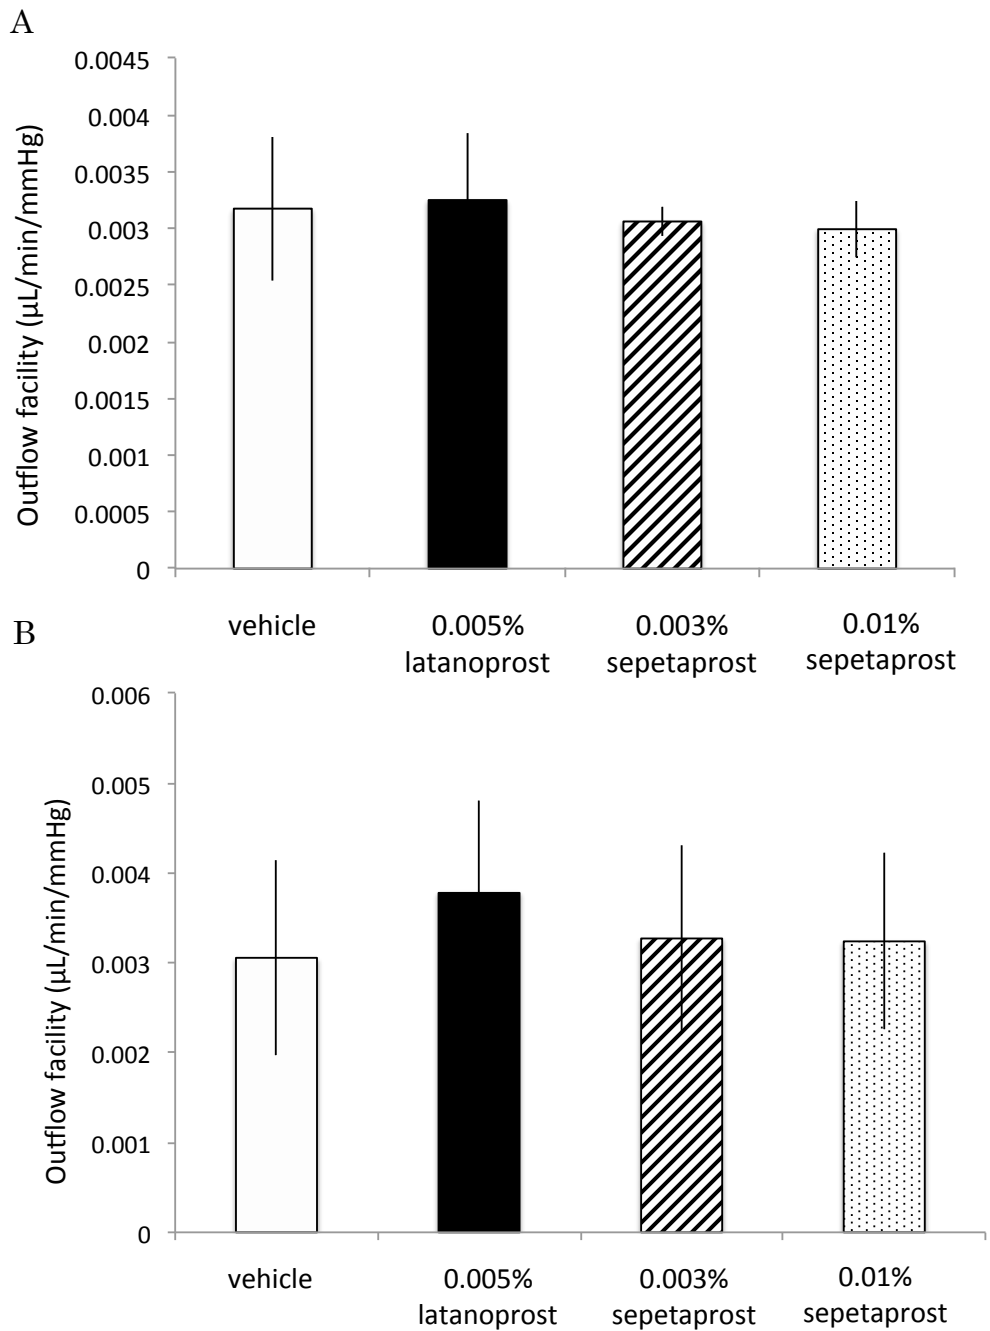 A
Outflow facility (µL/min/mmHg)
0.0045
0.004
0.0035
0.003
0.0025
0.002
0.0015
0.001
0.0005
0
vehicle
0.005%
latanoprost
0.003%
sepetaprost
0.01%
sepetaprost
B
Outflow facility (µL/min/mmHg)
0.006
0.005
0.004
0.003
0.002
0.001
0
vehicle
0.005%
latanoprost
0.003%
sepetaprost
0.01%
sepetaprost